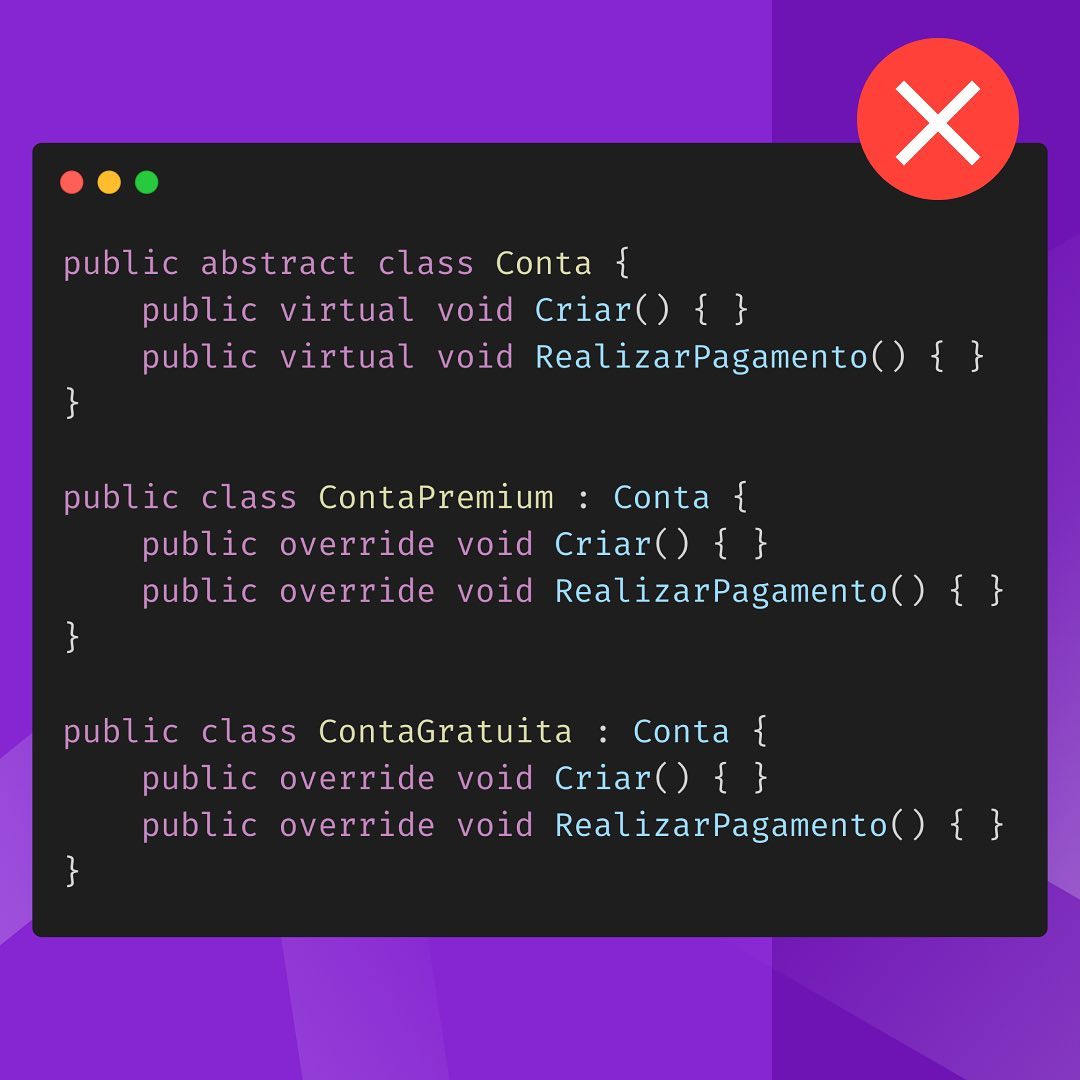 public abstract class Conta {
    public virtual void Criar() { }
    public virtual void RealizarPagamento() { }
}
public class ContaPremium : Conta {
    public override void Criar() { }
    public override void RealizarPagamento() { }
}
public class ContaGratuita : Conta {
    public override void Criar() { }
    public override void RealizarPagamento() { }
}